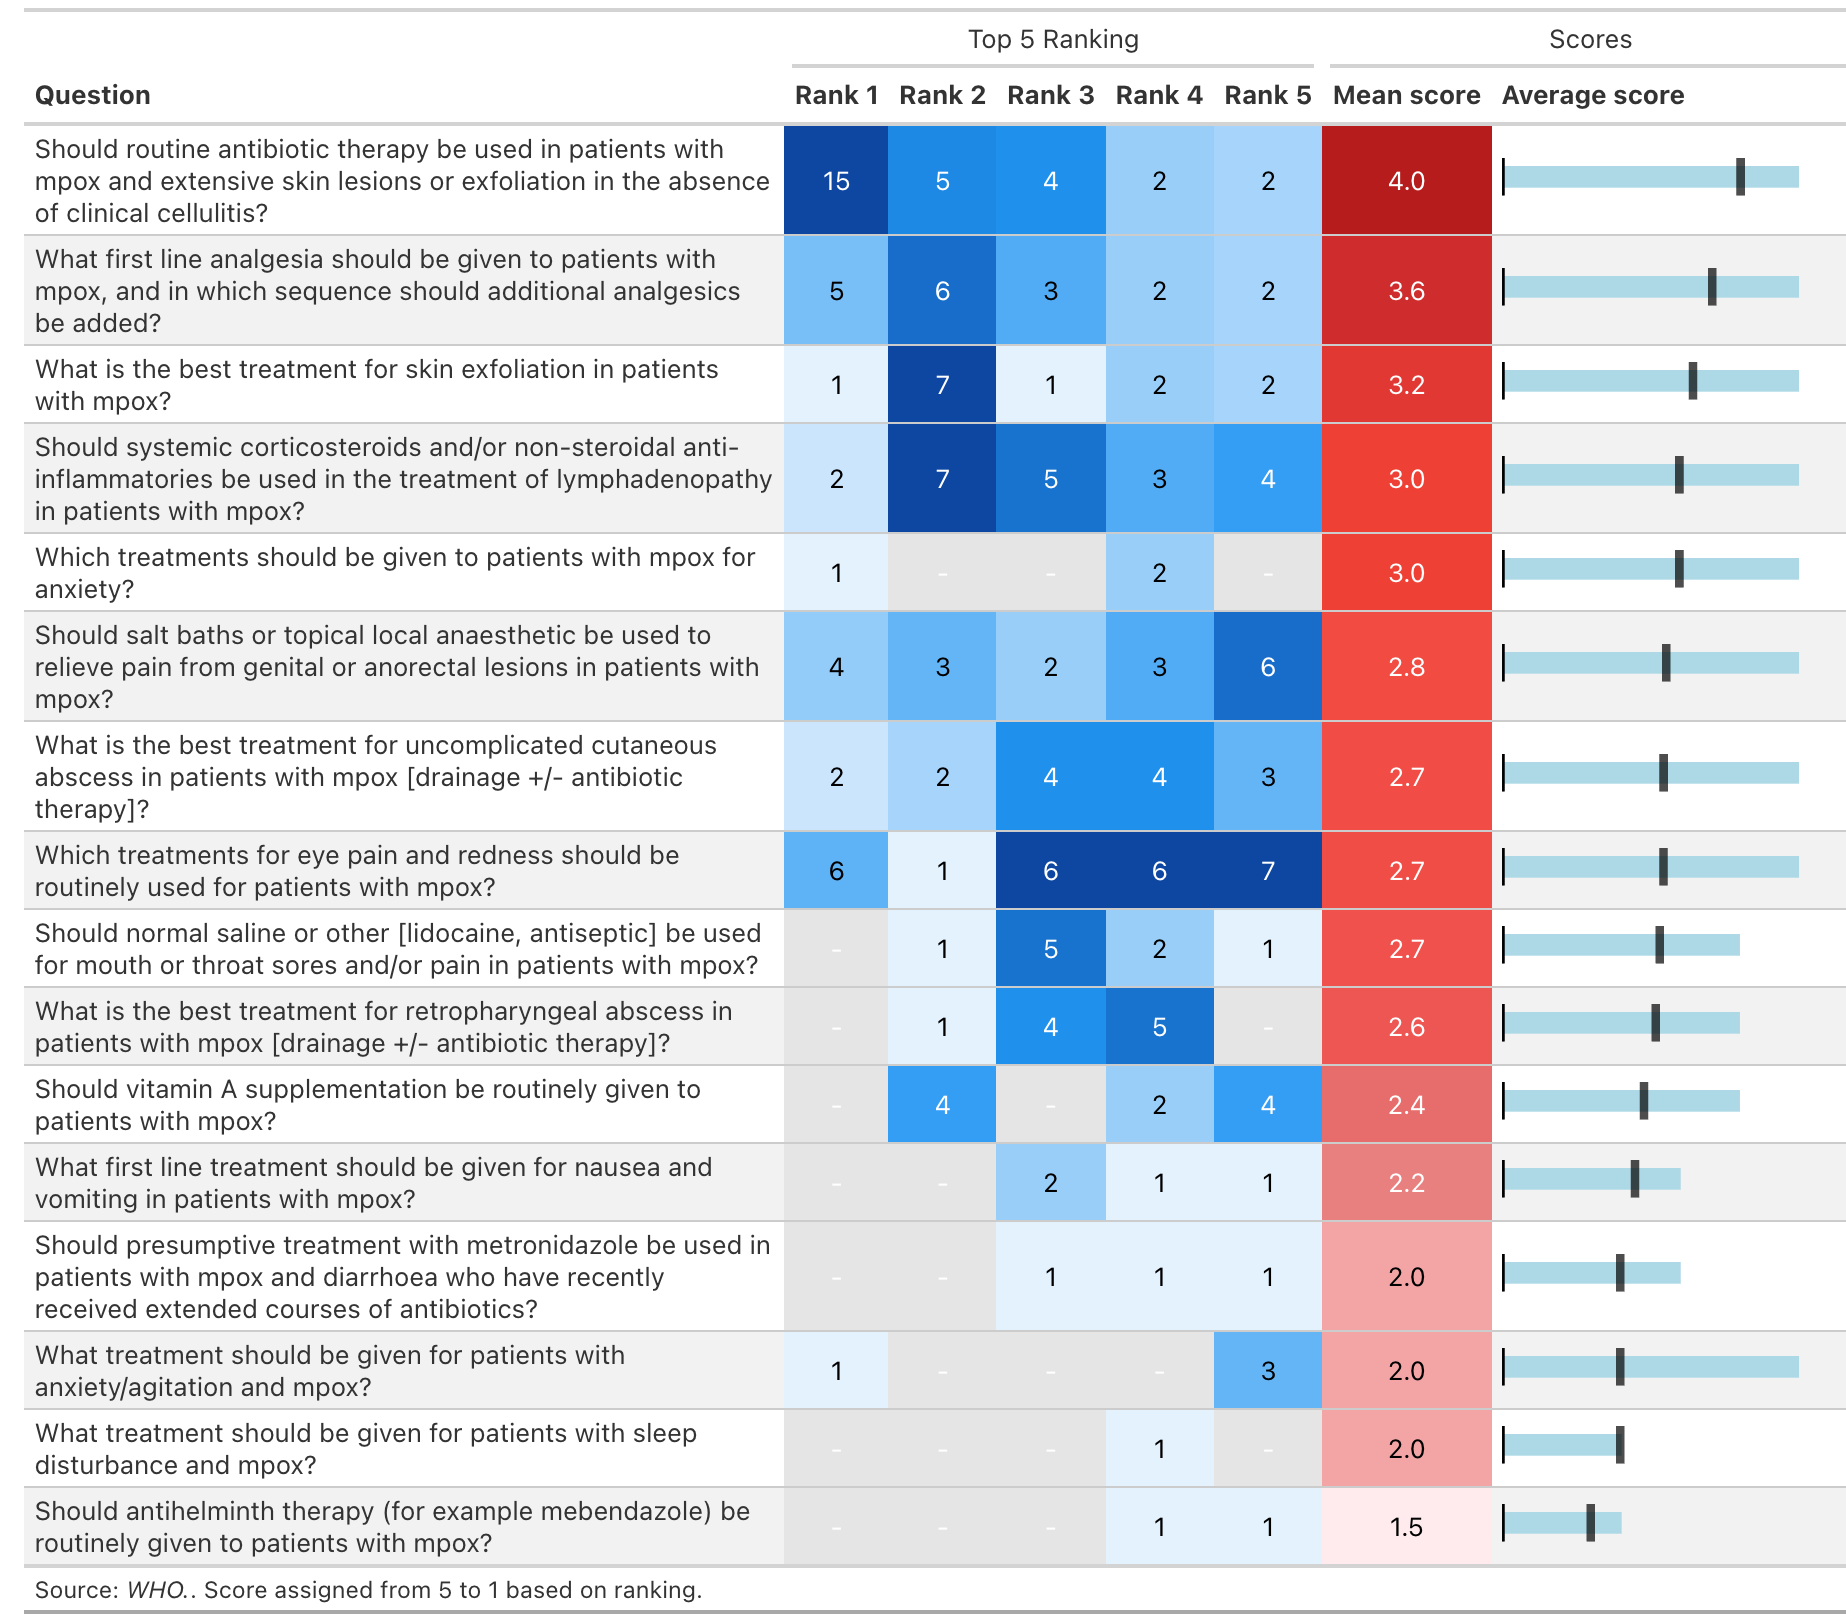 Top 5 Ranking Scores
Question Rank 1 Rank 2 Rank 3 Rank 4 Rank 5 Mean score Average score
Should routine antibiotic therapy be used in patients with
mpox and extensive skin lesions or exfoliation in the absence
of clinical cellulitis?
15 5 4 2 2 4.0
What first line analgesia should be given to patients with
mpox, and in which sequence should additional analgesics
be added?
5 6 3 2 2 3.6
What is the best treatment for skin exfoliation in patients
with mpox?
1 7 1 2 2 3.2
Should systemic corticosteroids and/or non-steroidal anti-
inflammatories be used in the treatment of lymphadenopathy
in patients with mpox?
2 7 5 3 4 3.0
Which treatments should be given to patients with mpox for
anxiety?
1 - - 2 - 3.0
Should salt baths or topical local anaesthetic be used to
relieve pain from genital or anorectal lesions in patients with
mpox?
4 3 2 3 6 2.8
What is the best treatment for uncomplicated cutaneous
abscess in patients with mpox [drainage +/- antibiotic
therapy]?
2 2 4 4 3 2.7
Which treatments for eye pain and redness should be
routinely used for patients with mpox?
6 1 6 6 7 2.7
Should normal saline or other [lidocaine, antiseptic] be used
for mouth or throat sores and/or pain in patients with mpox?
- 1 5 2 1 2.7
What is the best treatment for retropharyngeal abscess in
patients with mpox [drainage +/- antibiotic therapy]?
- 1 4 5 - 2.6
Should vitamin A supplementation be routinely given to
patients with mpox?
- 4 - 2 4 2.4
What first line treatment should be given for nausea and
vomiting in patients with mpox?
- - 2 1 1 2.2
Should presumptive treatment with metronidazole be used in
patients with mpox and diarrhoea who have recently
received extended courses of antibiotics?
- - 1 1 1 2.0
What treatment should be given for patients with
anxiety/agitation and mpox?
1 - - - 3 2.0
What treatment should be given for patients with sleep
disturbance and mpox?
- - - 1 - 2.0
Should antihelminth therapy (for example mebendazole) be
routinely given to patients with mpox?
- - - 1 1 1.5
Source: WHO.. Score assigned from 5 to 1 based on ranking.